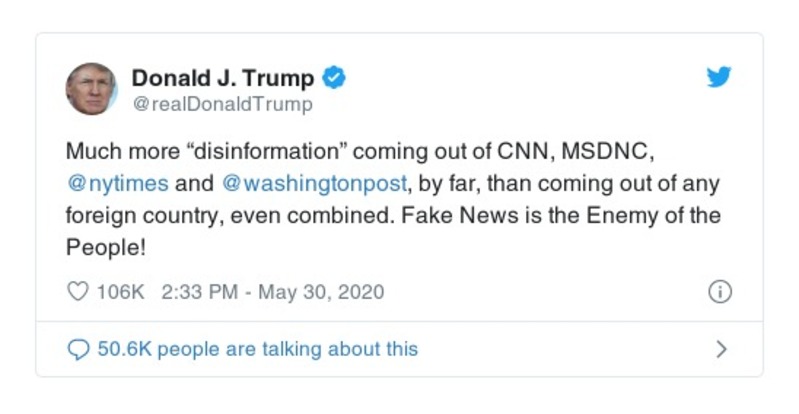 Donald J. Trump
@realDonaldTrump
Much more “disinformation” coming out of CNN, MSDNC,
@nytimes and @washingtonpost, by far, than coming out of any
foreign country, even combined. Fake News is the Enemy of the
People!
106K 2:33 PM - May 30, 2020
50.6K people are talking about this